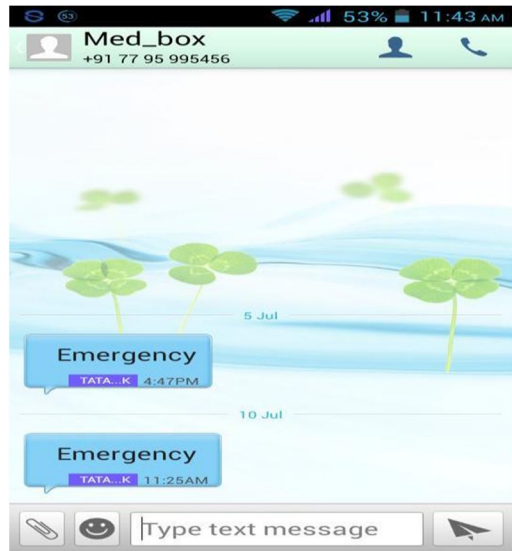 53 53% 11:43 AM
Med_box
+91 77 95 995456
5 Jul
Emergency
TATA...K 4:47PM
10 Jul
Emergency
TATA...K 11:25AM
Type text message